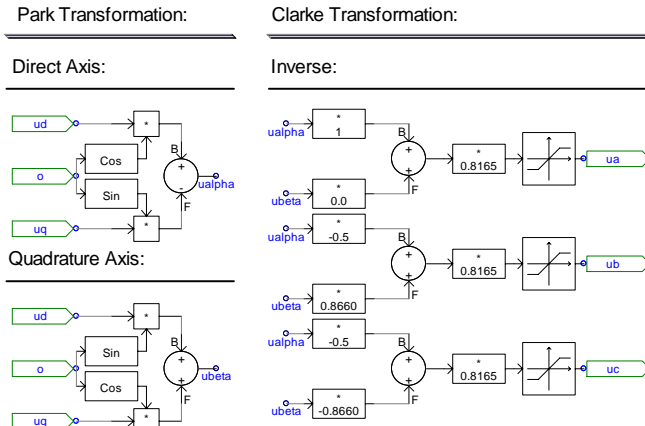 Park Transformation:
Direct Axis:
ud
*
Cos
B
+
o
-
ualpha
Sin
F
uq
*
Quadrature Axis:
ud
*
Sin
B
+
o
+
ubeta
Cos
F
uq
*
Clarke Transformation:
Inverse:
ualpha
*
1
B
+
+
F
*
0.8165
ua
ubeta
*
0.0
ualpha
*
-0.5
B
+
+
F
*
0.8165
ub
ubeta
*
0.8660
ualpha
*
-0.5
B
+
+
F
*
0.8165
uc
ubeta
*
-0.8660